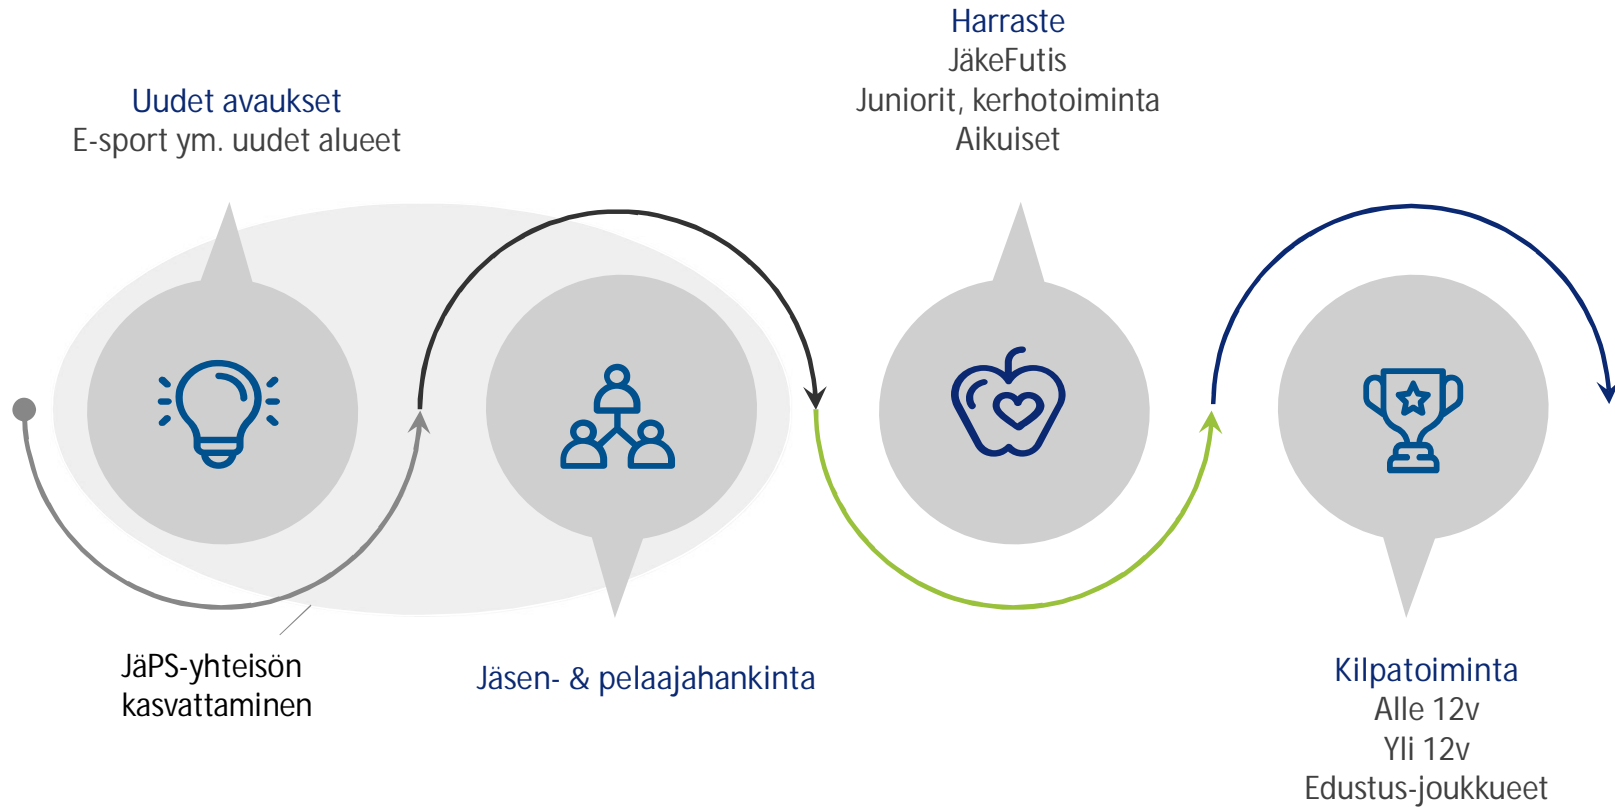 Uudet avaukset
E-sport ym. uudet alueet
JäPS-yhteisön
kasvattaminen
Jäsen- & pelaajahankinta
Harraste
JäkeFutis
Juniorit, kerhotoiminta
Aikuiset
Kilpatoiminta
Alle 12v
Yli 12v
Edustus-joukkueet